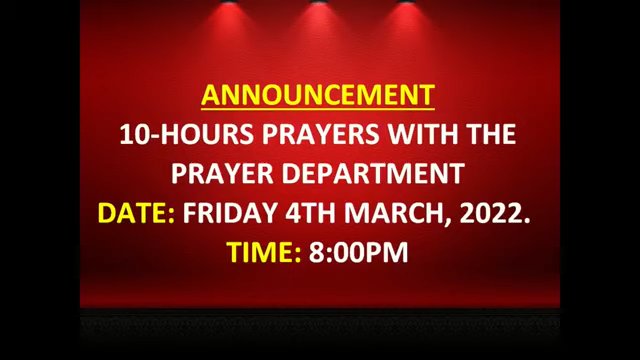 ANNOUNCEMENT
10-HOURS PRAYERS WITH THE
PRAYER DEPARTMENT
DATE: FRIDAY 4TH MARCH, 2022.
TIME: 8:00PM